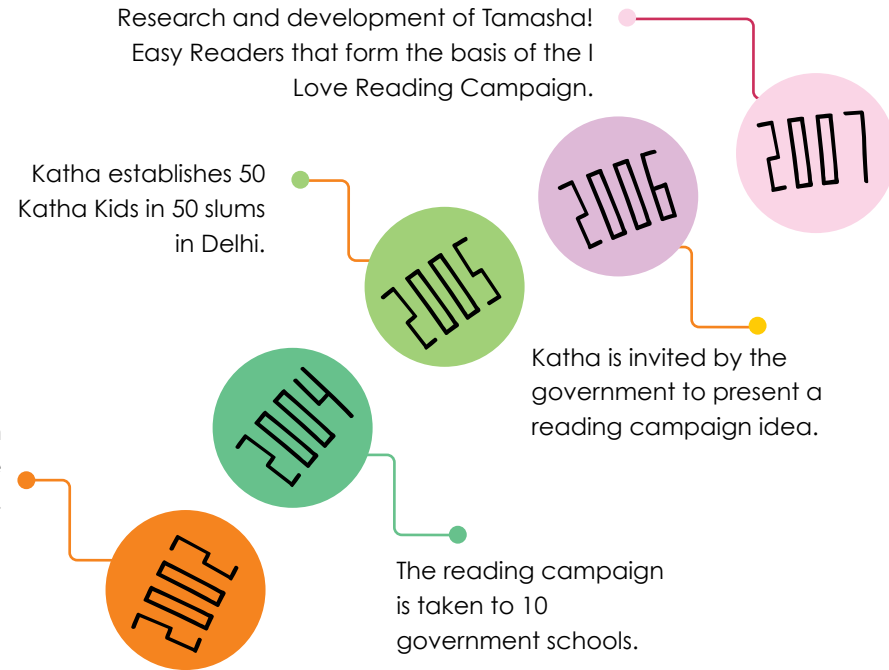 Research and development of Tamasha!
Easy Readers that form the basis of the I
Love Reading Campaign.
2007
2006
Katha establishes 50
Katha Kids in 50 slums
in Delhi.
2005
Katha is invited by the
government to present a
reading campaign idea.
2004
The reading campaign
is taken to 10
government schools.
2002